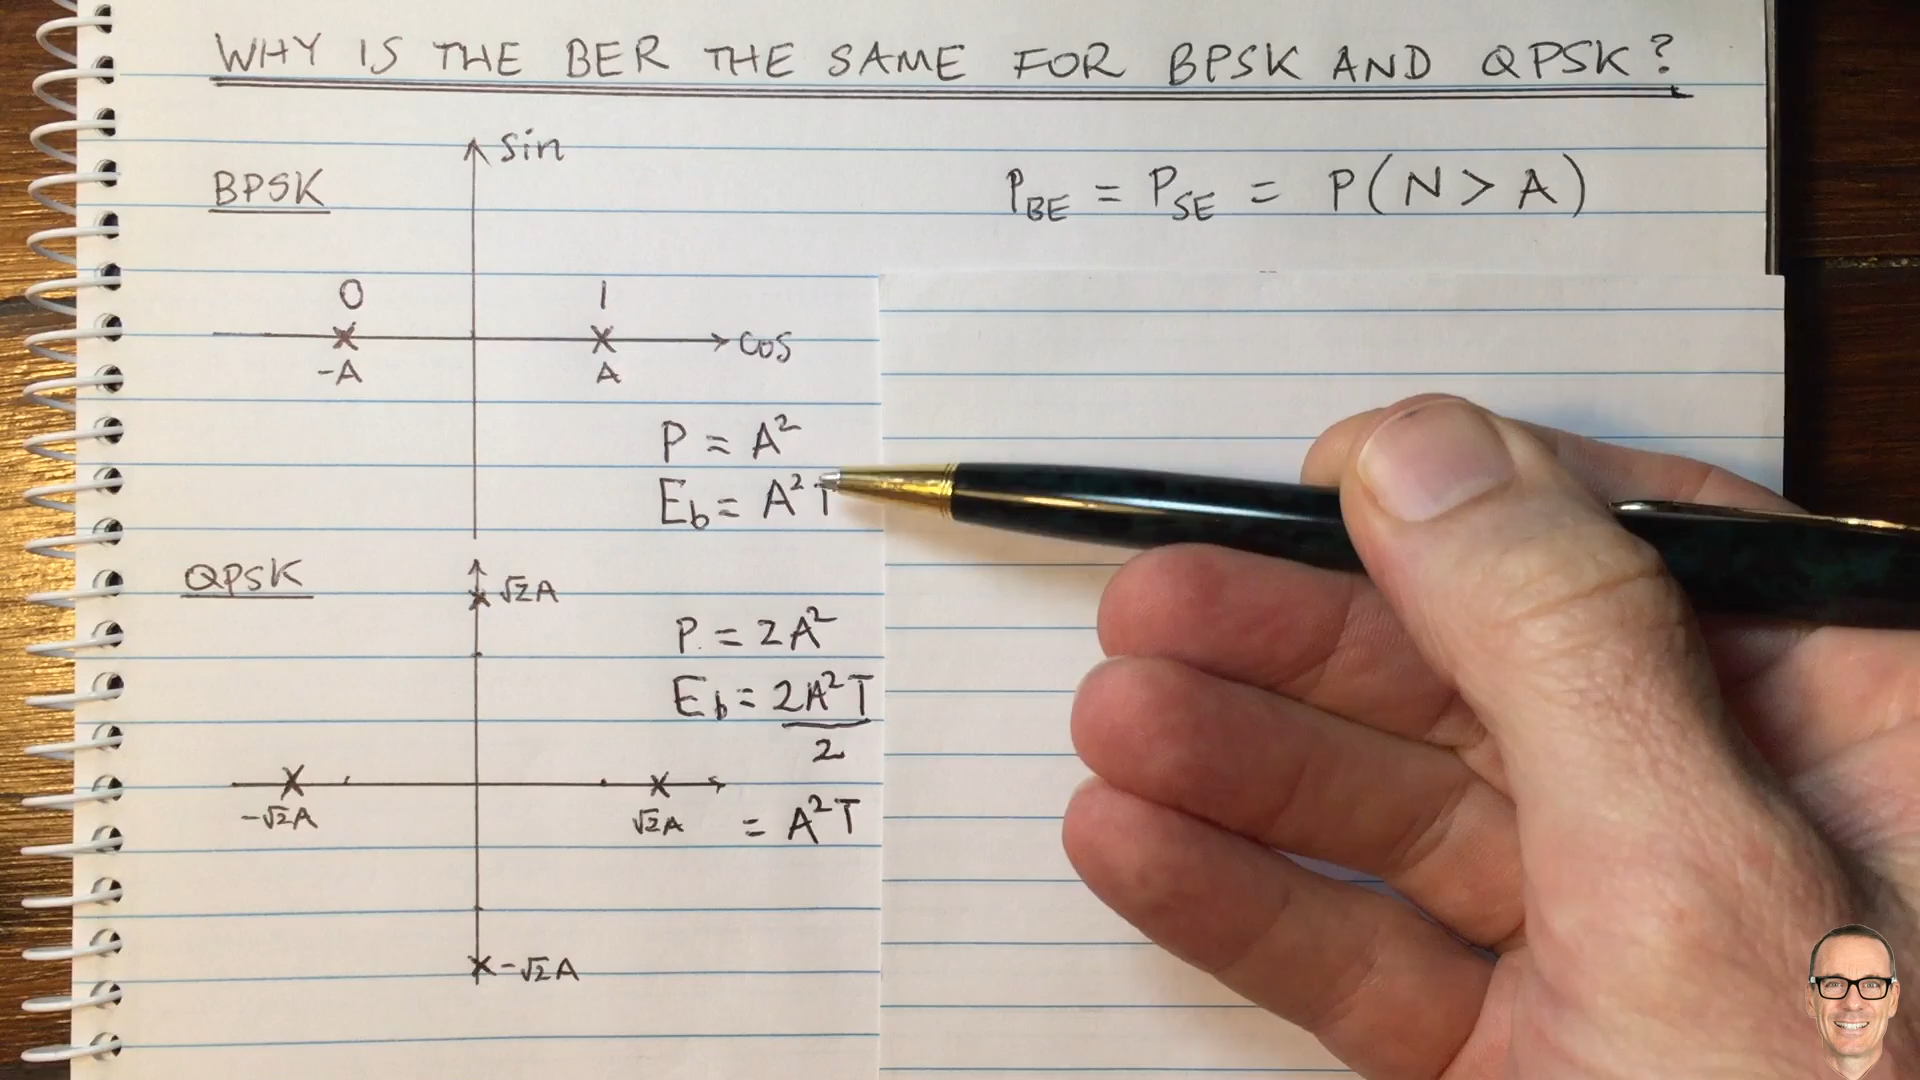 WHY IS THE BER THE SAME FOR BPSK AND QPSK?
sin
BPSK
P_BE = P_SE = P(N > A)
0 1
cos
-A A
P = A²
E_b = A²T
QPSK
√2A
P = 2A²
E_b = 2A²T
2
-√2A √2A = A²T
-√2A